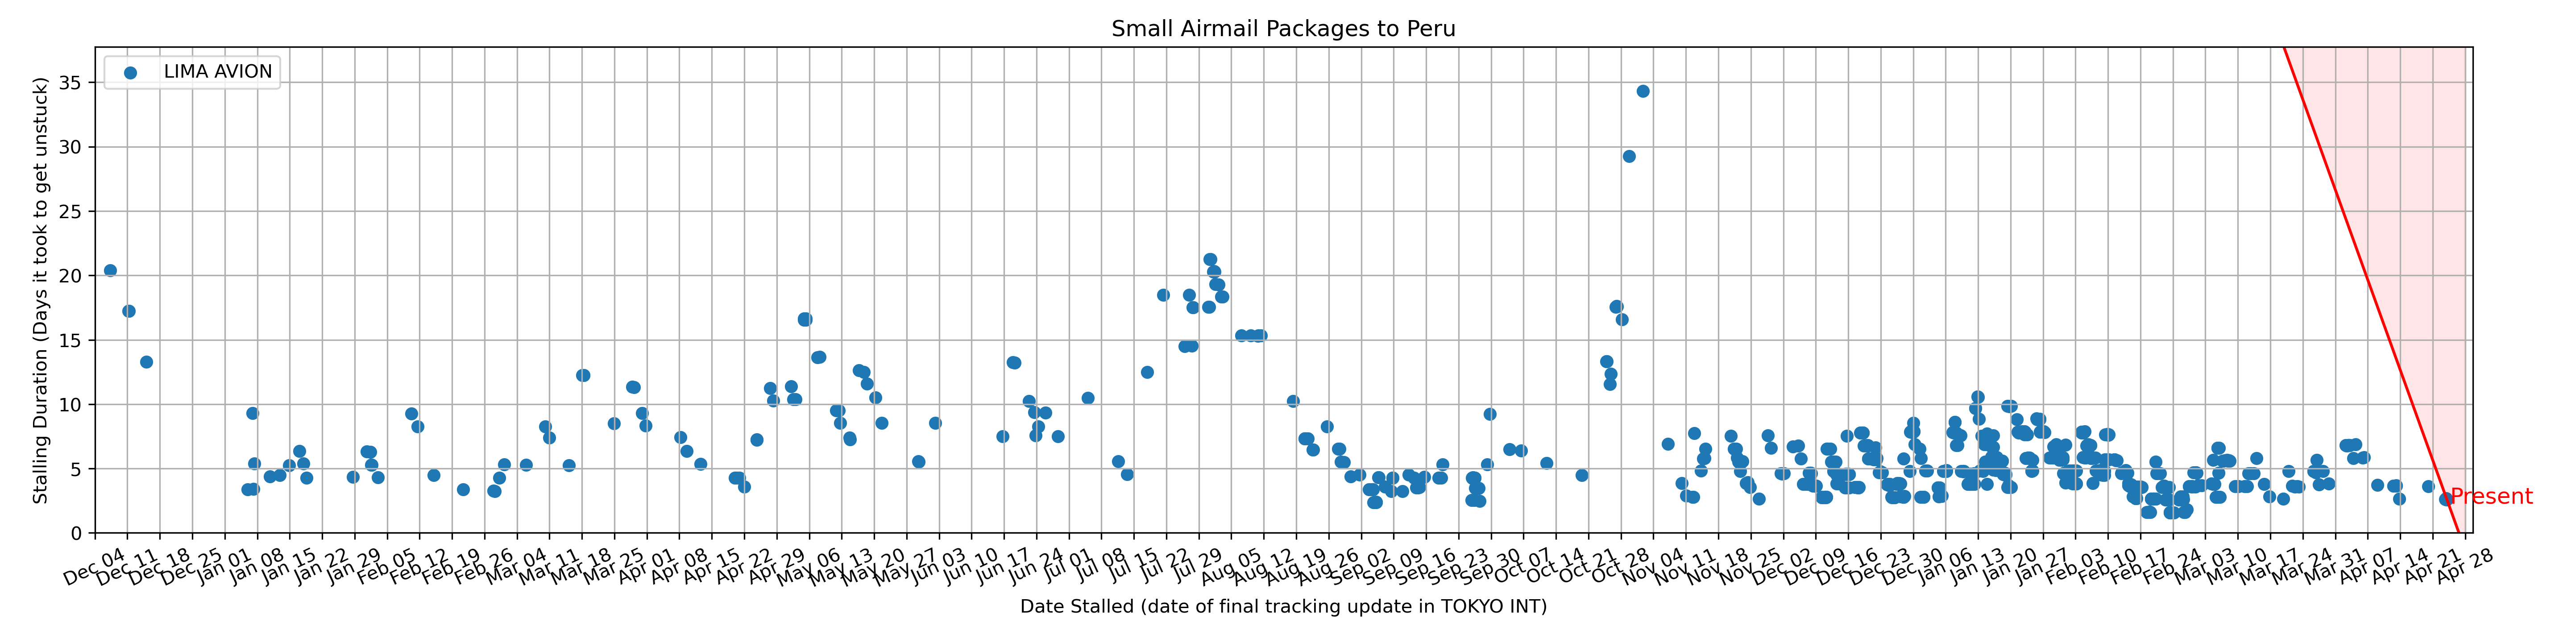 Small Airmail Packages to Peru
LIMA AVION
Stalling Duration (Days it took to get unstuck)
35
30
25
20
15
10
5
0
Present
Dec 04
Dec 11
Dec 18
Dec 25
Jan 01
Jan 08
Jan 15
Jan 22
Jan 29
Feb 05
Feb 12
Feb 19
Feb 26
Mar 04
Mar 11
Mar 18
Mar 25
Apr 01
Apr 08
Apr 15
Apr 22
Apr 29
May 06
May 13
May 20
May 27
Jun 03
Jun 10
Jun 17
Jun 24
Jul 01
Jul 08
Jul 15
Jul 22
Jul 29
Aug 05
Aug 12
Aug 19
Aug 26
Sep 02
Sep 09
Sep 16
Sep 23
Sep 30
Oct 07
Oct 14
Oct 21
Oct 28
Nov 04
Nov 11
Nov 18
Nov 25
Dec 02
Dec 09
Dec 16
Dec 23
Dec 30
Jan 06
Jan 13
Jan 20
Jan 27
Feb 03
Feb 10
Feb 17
Feb 24
Mar 03
Mar 10
Mar 17
Mar 24
Mar 31
Apr 07
Apr 14
Apr 21
Apr 28
Date Stalled (date of final tracking update in TOKYO INT)